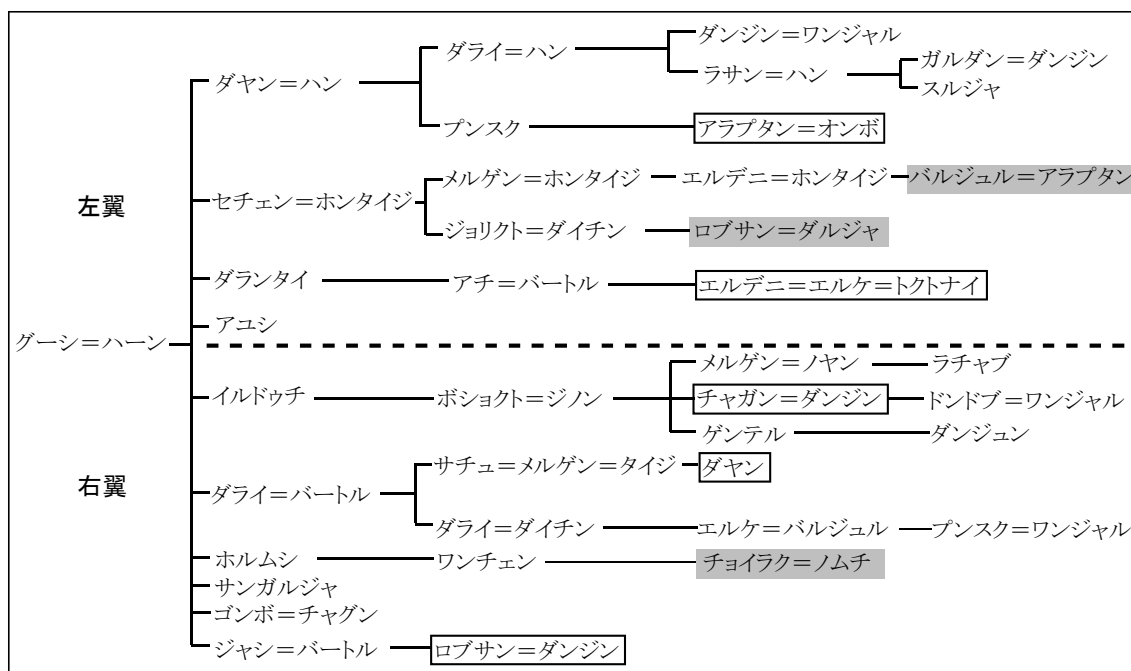 ダンジン＝ワンジャル
ダライ＝ハン
ガルダン＝ダンジン
ラサン＝ハン
ダヤン＝ハン
スルジャ
プンスク
アラプタン＝オンボ
メルゲン＝ホンタイジ
エルデニ＝ホンタイジ
バルジュル＝アラプタン
左翼
セチェン＝ホンタイジ
ジョリクト＝ダイチン
ロブサン＝ダルジャ
ダランタイ
アチ＝バートル
エルデニ＝エルケ＝トクトナイ
アユシ
グーシ＝ハーン
メルゲン＝ノヤン
ラチャブ
イルドゥチ
ボショクト＝ジノン
チャガン＝ダンジン
ドンドブ＝ワンジャル
ゲンテル
ダンジュン
サチュ＝メルゲン＝タイジ
ダヤン
右翼
ダライ＝バートル
ダライ＝ダイチン
エルケ＝バルジュル
プンスク＝ワンジャル
ホルムシ
ワンチェン
チョイラク＝ノムチ
サンガルジャ
ゴンボ＝チャグン
ジャシ＝バートル
ロブサン＝ダンジン